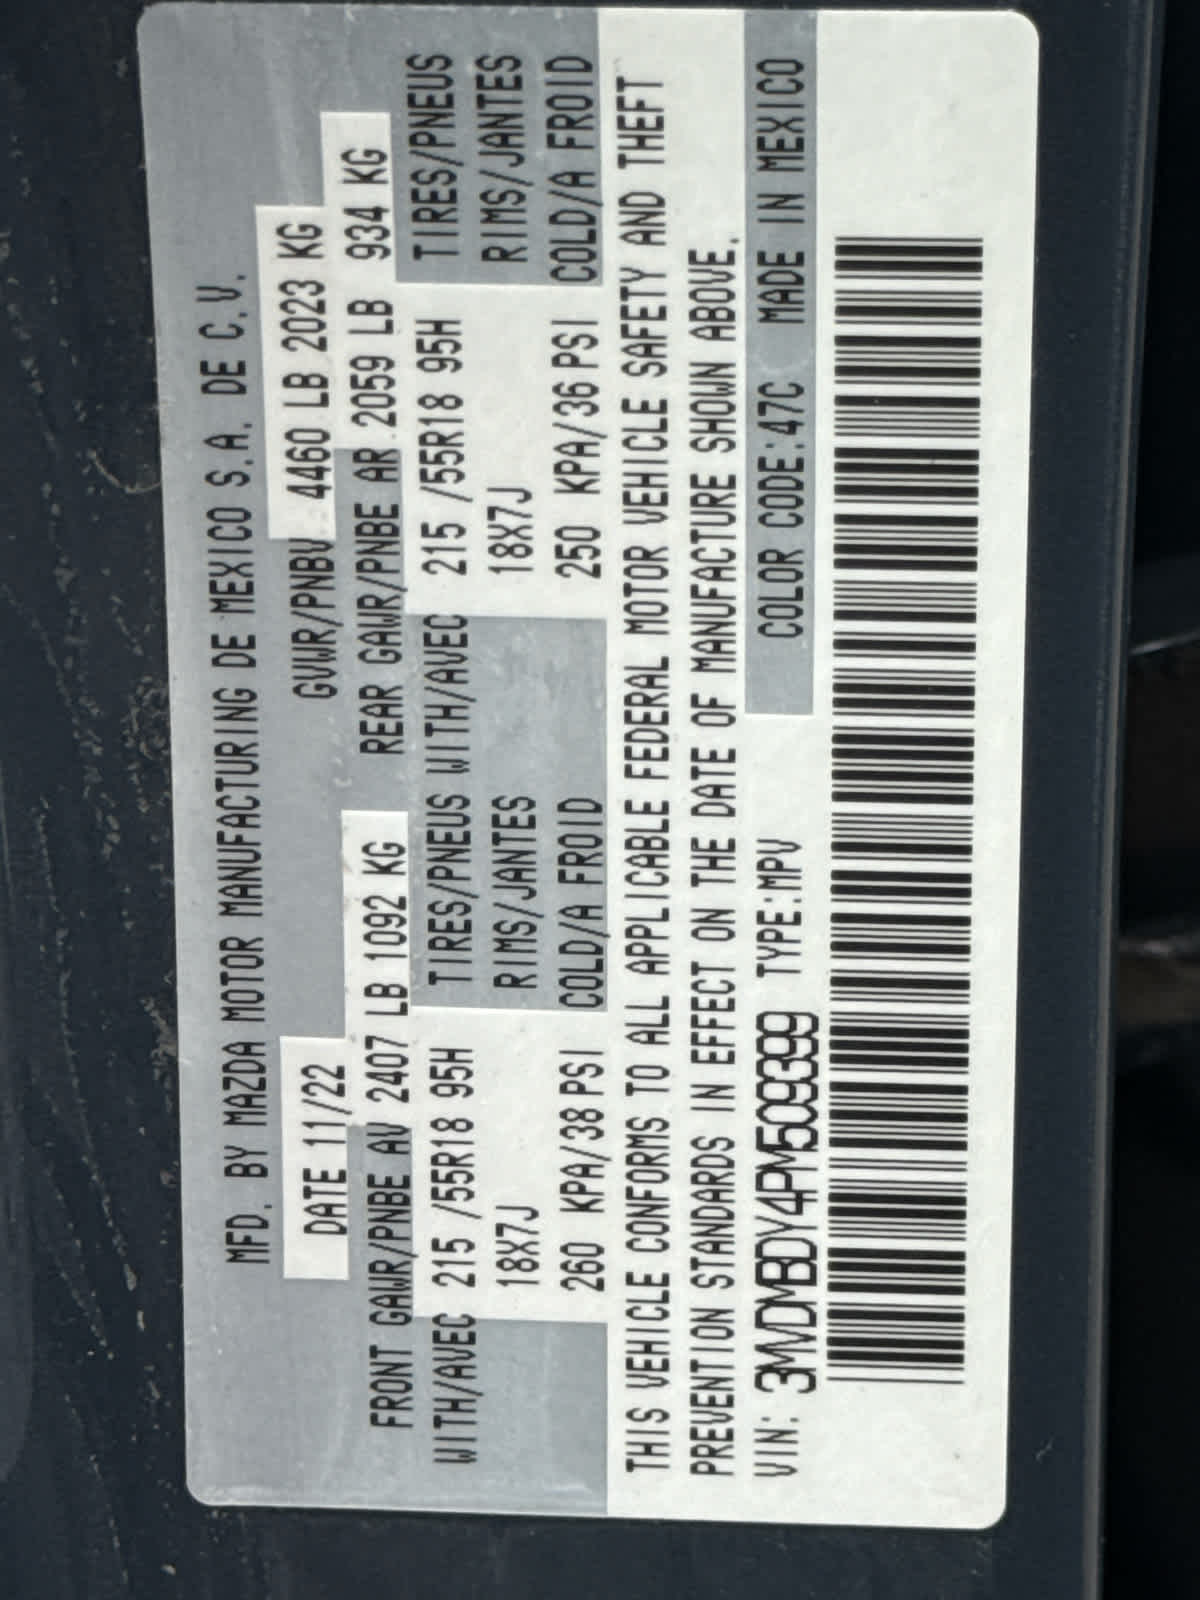 MFD. BY MAZDA MOTOR MANUFACTURING DE MEXICO S.A. DE C.V.
DATE 11/22 GVWR/PNBV 4460 LB 2023 KG
FRONT GAWR/PNBE AV 2407 LB 1092 KG REAR GAWR/PNBE AR 2059 LB 934 KG
WITH/AVEC 215 /55R18 95H TIRES/PNEUS WITH/AVEC 215 /55R18 95H TIRES/PNEUS
18X7J RIMS/JANTES 18X7J RIMS/JANTES
260 KPA/38 PSI COLD/A FROID 250 KPA/36 PSI COLD/A FROID
THIS VEHICLE CONFORMS TO ALL APPLICABLE FEDERAL MOTOR VEHICLE SAFETY AND THEFT
PREVENTION STANDARDS IN EFFECT ON THE DATE OF MANUFACTURE SHOWN ABOVE.
VIN: 3MVDMBDY4PM509399 TYPE:MPV COLOR CODE:47C MADE IN MEXICO